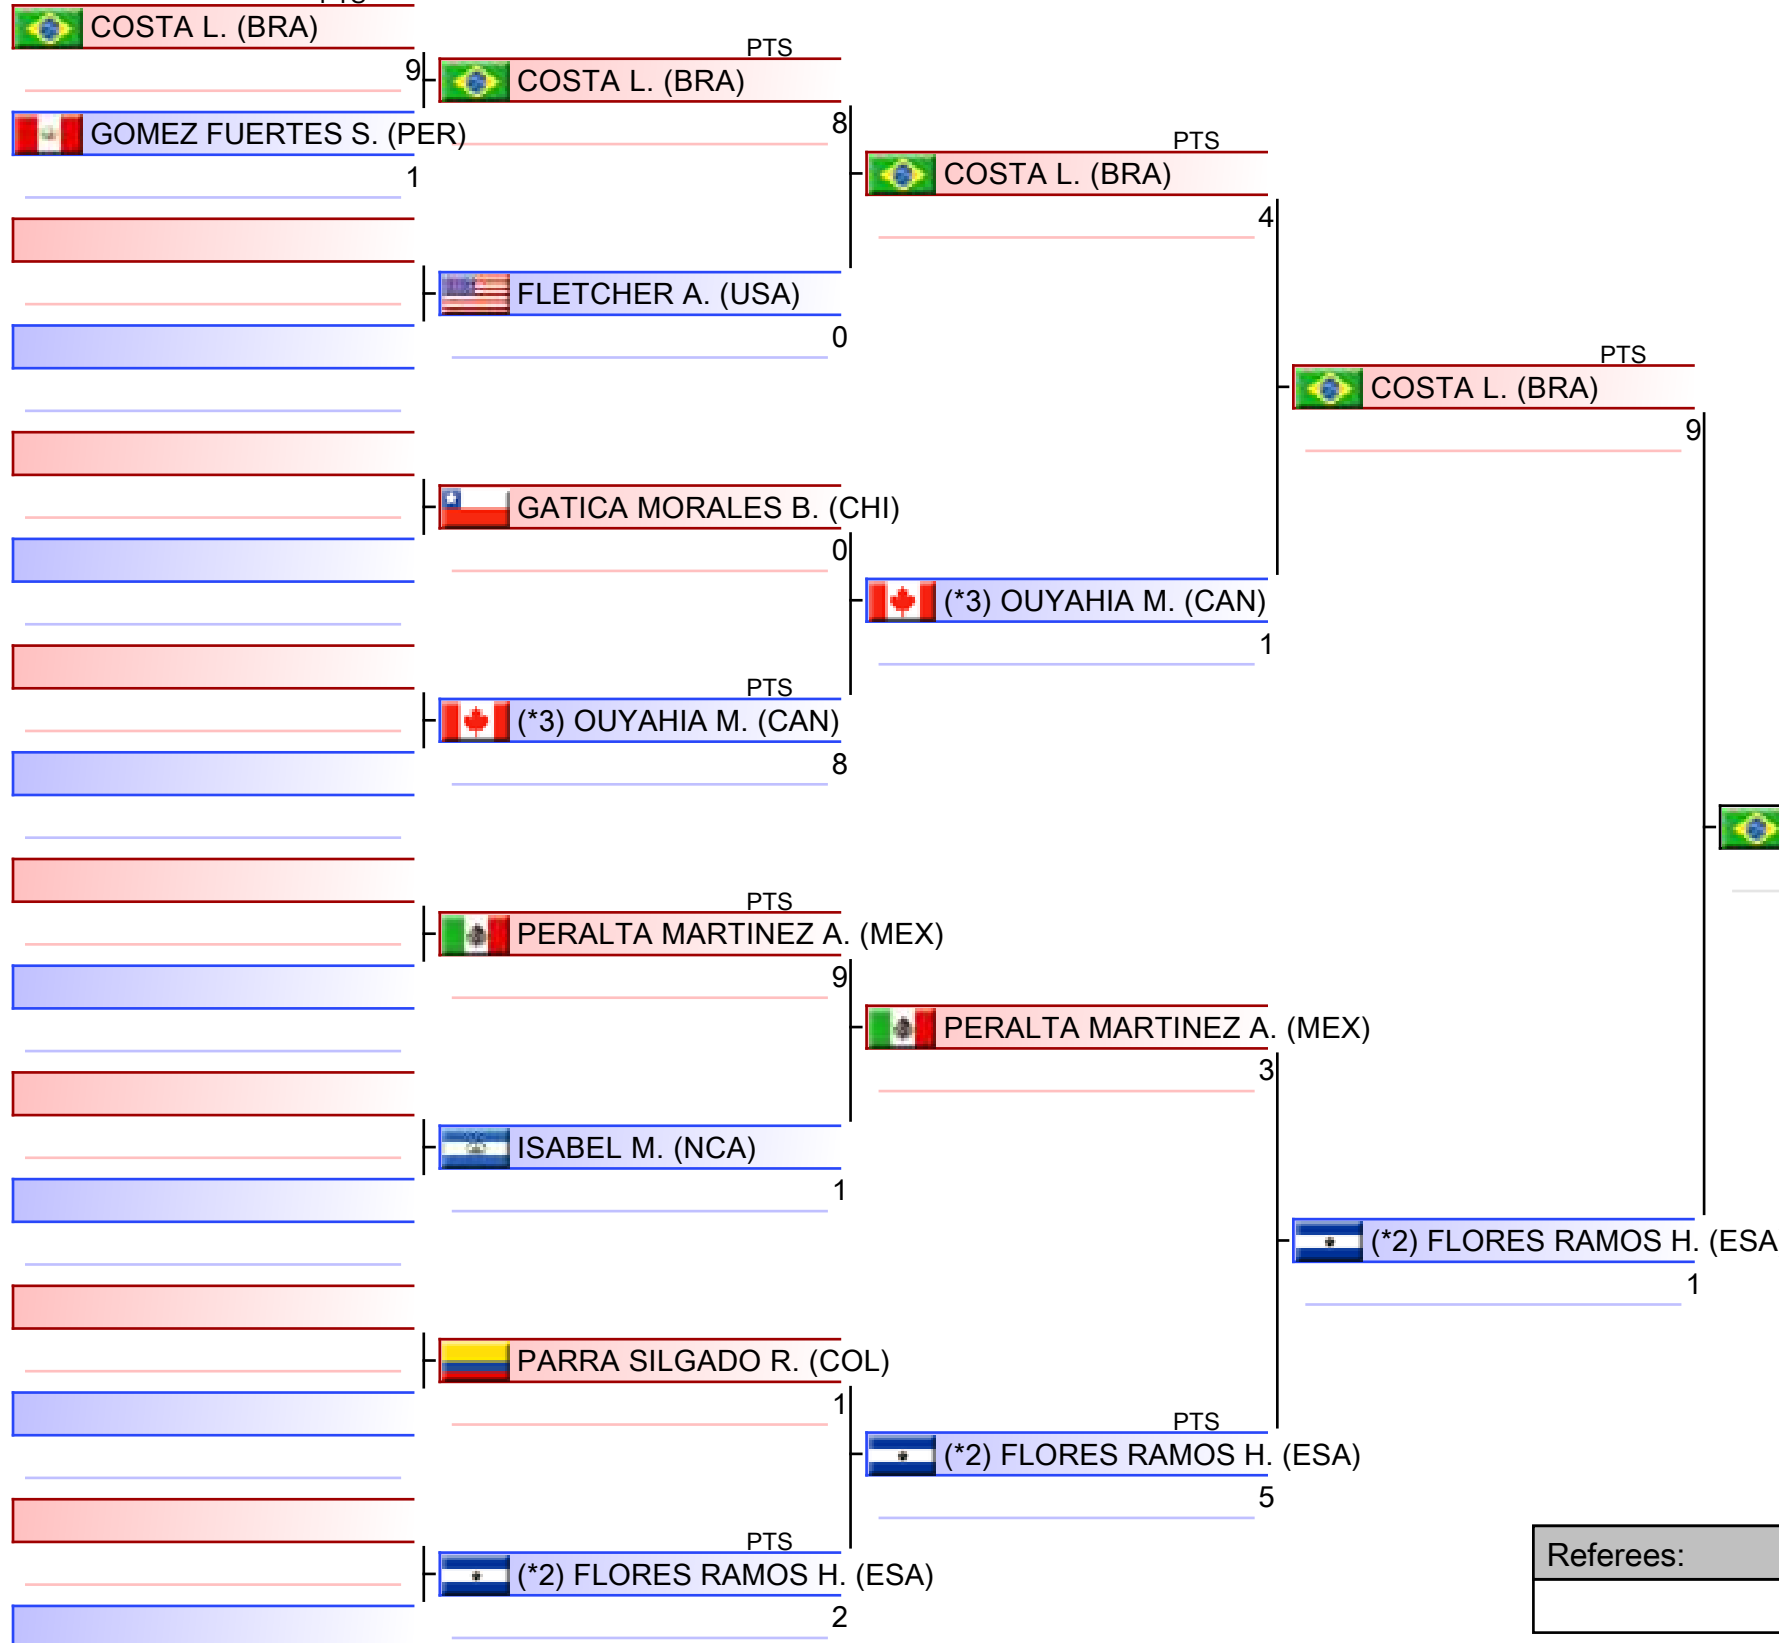 PTS
COSTA L. (BRA)
9
GOMEZ FUERTES S. (PER)
1
PTS
COSTA L. (BRA)
8
FLETCHER A. (USA)
0
GATICA MORALES B. (CHI)
0
PTS
(*3) OUYAHIA M. (CAN)
8
PTS
PERALTA MARTINEZ A. (MEX)
9
ISABEL M. (NCA)
1
PARRA SILGADO R. (COL)
1
PTS
(*2) FLORES RAMOS H. (ESA)
2
PTS
COSTA L. (BRA)
4
(*3) OUYAHIA M. (CAN)
1
PERALTA MARTINEZ A. (MEX)
3
PTS
(*2) FLORES RAMOS H. (ESA)
5
PTS
COSTA L. (BRA)
9
(*2) FLORES RAMOS H. (ESA
1
Referees: